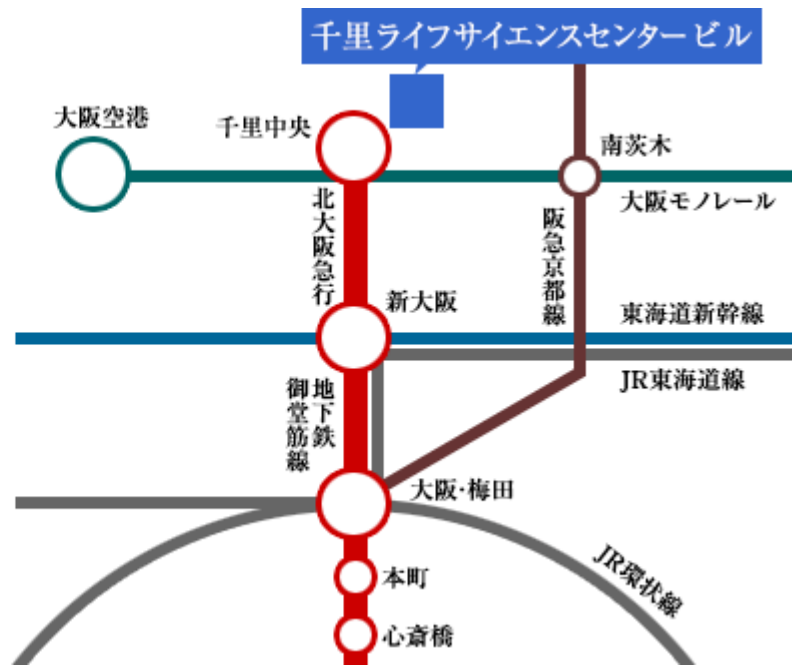 千里ライフサイエンスセンタービル
大阪空港
千里中央
南茨木
大阪モノレール
北大阪急行
阪急京都線
新大阪
東海道新幹線
JR東海道線
地下鉄
御堂筋線
大阪·梅田
JR環状線
本町
心斎橋